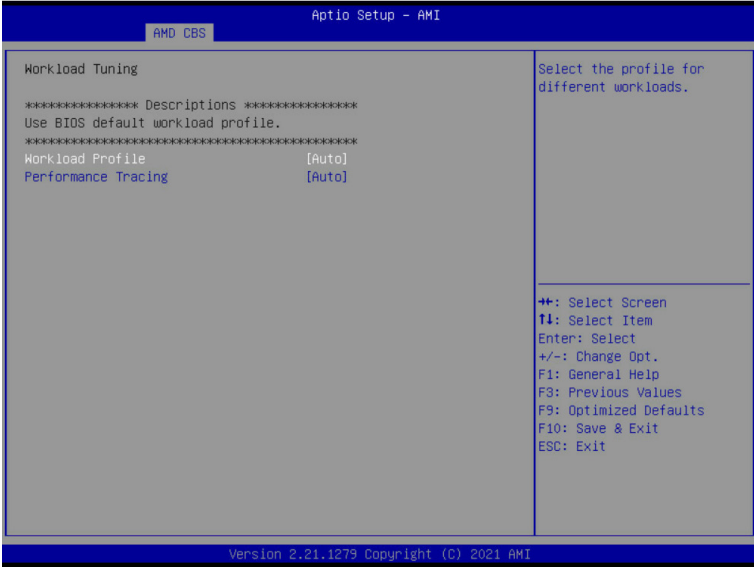 Aptio Setup - AMI
AMD CBS
Workload Tuning
*************** Descriptions ***************
Use BIOS default workload profile.
********************************************
Workload Profile [Auto]
Performance Tracing [Auto]
Select the profile for
different workloads.
→←: Select Screen
↑↓: Select Item
Enter: Select
+/-: Change Opt.
F1: General Help
F3: Previous Values
F9: Optimized Defaults
F10: Save & Exit
ESC: Exit
Version 2.21.1279 Copyright (C) 2021 AMI